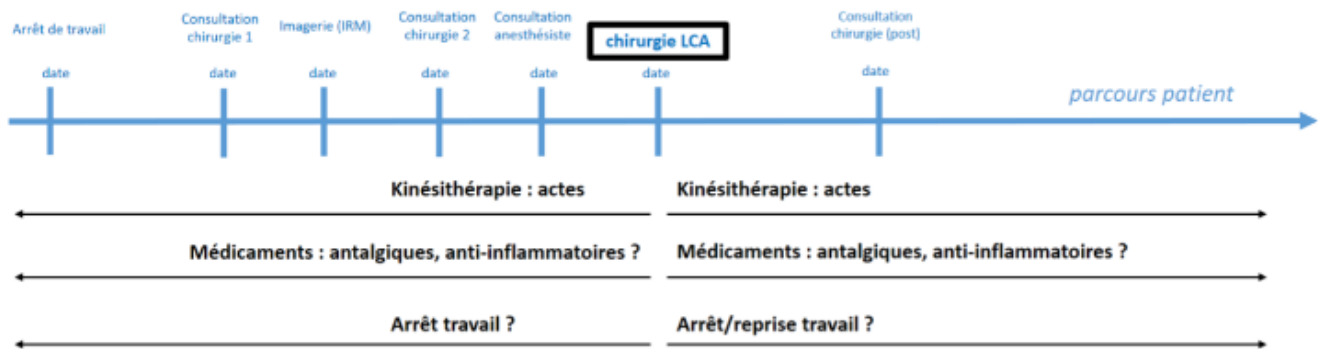 Arrêt de travail
Consultation
chirurgie 1
Imagerie (IRM)
Consultation
chirurgie 2
Consultation
anesthésiste
chirurgie LCA
Consultation
chirurgie (post)
date
date
date
date
date
date
date
parcours patient
Kinésithérapie : actes
Kinésithérapie : actes
Médicaments : antalgiques, anti-inflammatoires ?
Médicaments : antalgiques, anti-inflammatoires ?
Arrêt travail ?
Arrêt/reprise travail ?